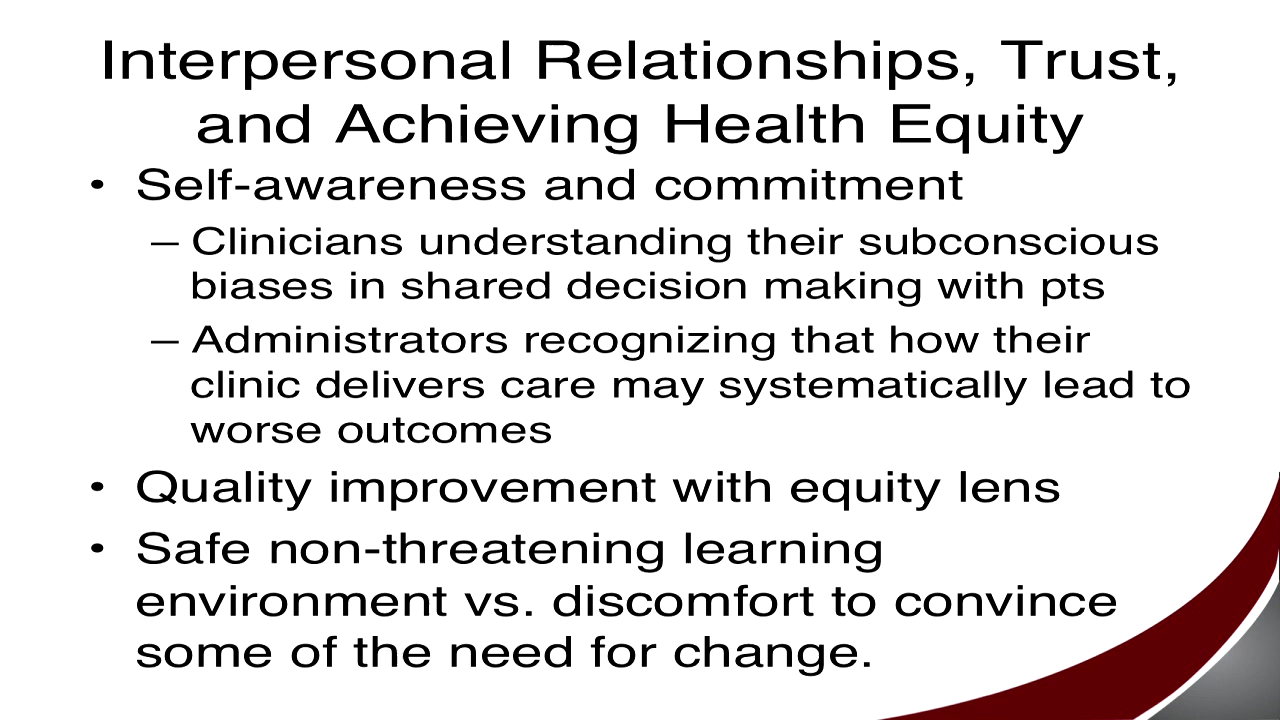 Interpersonal Relationships, Trust,
and Achieving Health Equity
• Self-awareness and commitment
– Clinicians understanding their subconscious
biases in shared decision making with pts
– Administrators recognizing that how their
clinic delivers care may systematically lead to
worse outcomes
• Quality improvement with equity lens
• Safe non-threatening learning
environment vs. discomfort to convince
some of the need for change.